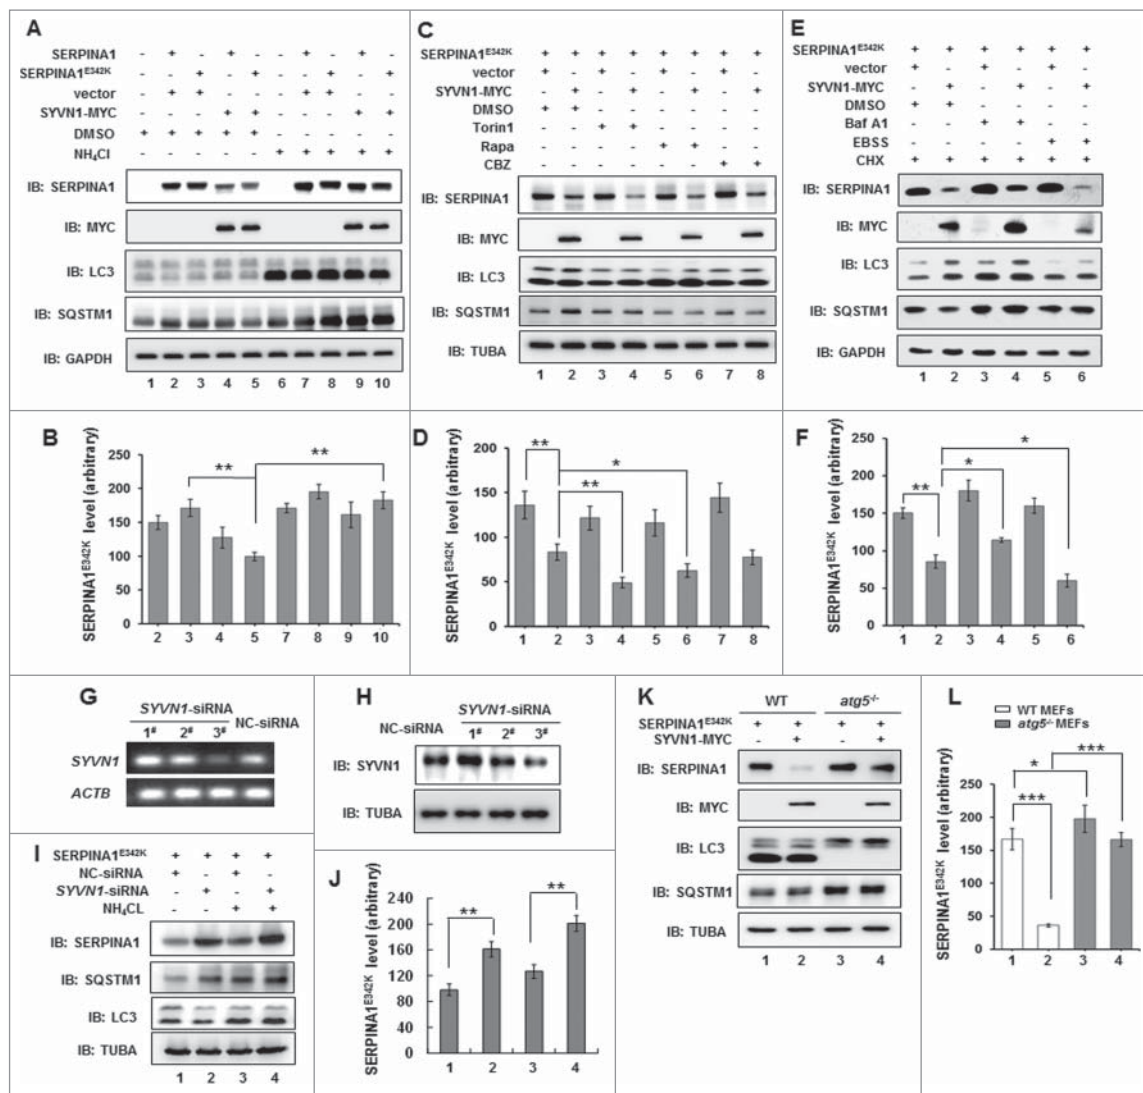 A
SERPINA1 - + - + - - + - + -
SERPINA1E342K - - + - + - - + - +
vector - + + - - - + + - -
SYVN1-MYC - - - + + - - - + +
DMSO + + + + + - - - - -
NH4Cl - - - - - + + + + +
IB: SERPINA1
IB: MYC
IB: LC3
IB: SQSTM1
IB: GAPDH
1 2 3 4 5 6 7 8 9 10
C
SERPINA1E342K + + + + + + + +
vector + - + - + - + -
SYVN1-MYC - + - + - + - +
DMSO + + - - - - - -
Torin1 - - + + - - - -
Rapa - - - - + + - -
CBZ - - - - - - + +
IB: SERPINA1
IB: MYC
IB: LC3
IB: SQSTM1
IB: TUBA
1 2 3 4 5 6 7 8
E
SERPINA1E342K + + + + + +
vector + - + - + -
SYVN1-MYC - + - + - +
DMSO + + - - - -
Baf A1 - - + + - -
EBSS - - - - + +
CHX + + + + + +
IB: SERPINA1
IB: MYC
IB: LC3
IB: SQSTM1
IB: GAPDH
1 2 3 4 5 6
B
SERPINA1E342K level (arbitrary)
250
200
150
100
50
0
** **
2 3 4 5 7 8 9 10
D
SERPINA1E342K level (arbitrary)
200
150
100
50
0
**
*
**
1 2 3 4 5 6 7 8
F
SERPINA1E342K level (arbitrary)
250
200
150
100
50
0
*
*
**
1 2 3 4 5 6
G
SYVN1-siRNA
1# 2# 3# NC-siRNA
SYVN1
ACTB
H
SYVN1-siRNA
NC-siRNA 1# 2# 3#
IB: SYVN1
IB: TUBA
I
SERPINA1E342K + + + +
NC-siRNA + - + -
SYVN1-siRNA - + - +
NH4CL - - + +
IB: SERPINA1
IB: SQSTM1
IB: LC3
IB: TUBA
1 2 3 4
J
SERPINA1E342K level (arbitrary)
240
200
160
120
80
40
0
** **
1 2 3 4
K
WT atg5-/-
SERPINA1E342K + + + +
SYVN1-MYC - + - +
IB: SERPINA1
IB: MYC
IB: LC3
IB: SQSTM1
IB: TUBA
1 2 3 4
L
WT MEFs
atg5-/- MEFs
SERPINA1E342K level (arbitrary)
250
200
150
100
50
0
***
*
***
1 2 3 4